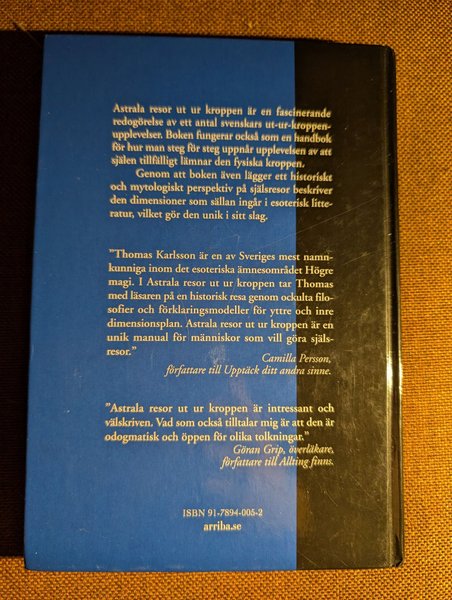 Astrala resor ut ur kroppen är en fascinerande
redogörelse av ett antal svenskars ut-ur-kroppen-
upplevelser. Boken fungerar också som en handbok
för hur man steg för steg uppnår upplevelsen av att
själen tillfälligt lämnar den fysiska kroppen.
Genom att boken även lägger ett historiskt
och mytologiskt perspektiv på själsresor beskriver
den dimensioner som sällan ingår i esoterisk litte-
ratur, vilket gör den unik i sitt slag.
”Thomas Karlsson är en av Sveriges mest namn-
kunniga inom det esoteriska ämnesområdet Högre
magi. I Astrala resor ut ur kroppen tar Thomas
med läsaren på en historisk resa genom ockulta filo-
sofier och förklaringsmodeller för yttre och inre
dimensionsplan. Astrala resor ut ur kroppen är en
unik manual för människor som vill göra själs-
resor.”
Camilla Persson,
författare till Upptäck ditt andra sinne.
”Astrala resor ut ur kroppen är intressant och
välskriven. Vad som också tilltalar mig är att den är
odogmatisk och öppen för olika tolkningar.”
Göran Grip, överläkare,
författare till Allting finns.
ISBN 91-7894-005-2
arriba.se